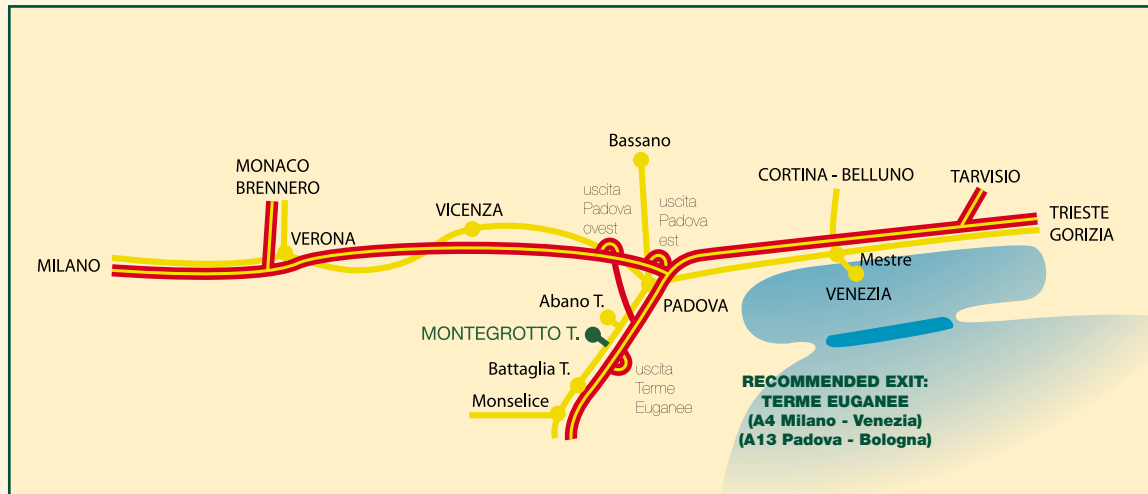 Bassano
MONACO
BRENNERO
CORTINA - BELLUNO
TARVISIO
uscita
Padova
ovest
uscita
Padova
est
VICENZA
TRIESTE
GORIZIA
VERONA
MILANO
Mestre
VENEZIA
Abano T.
PADOVA
MONTEGROTTO T.
Battaglia T.
uscita
Terme
Euganee
Monselice
RECOMMENDED EXIT:
TERME EUGANEE
(A4 Milano - Venezia)
(A13 Padova - Bologna)